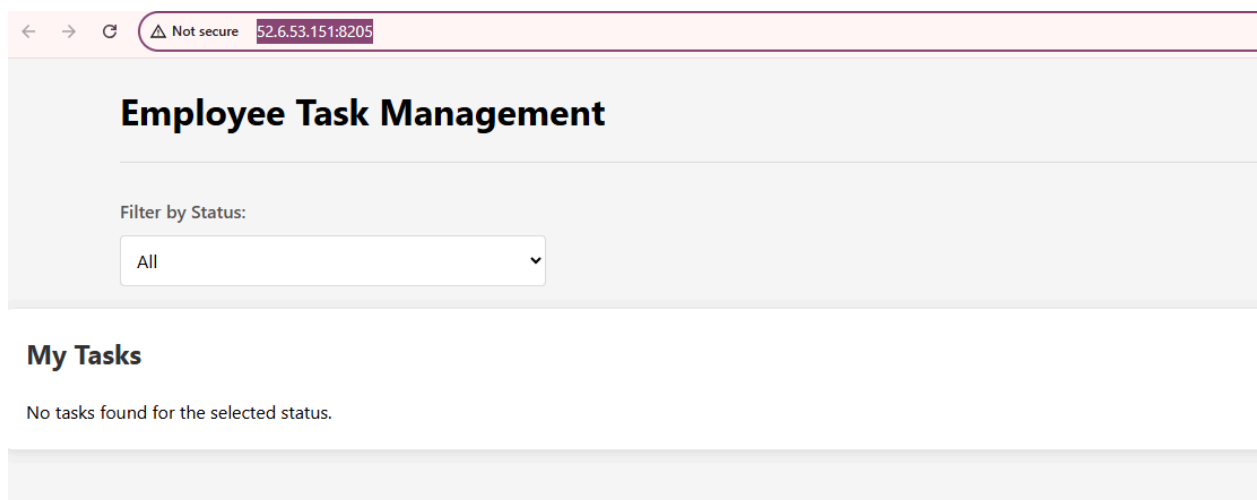 Not secure 52.6.53.151:8205
Employee Task Management
Filter by Status:
All
My Tasks
No tasks found for the selected status.